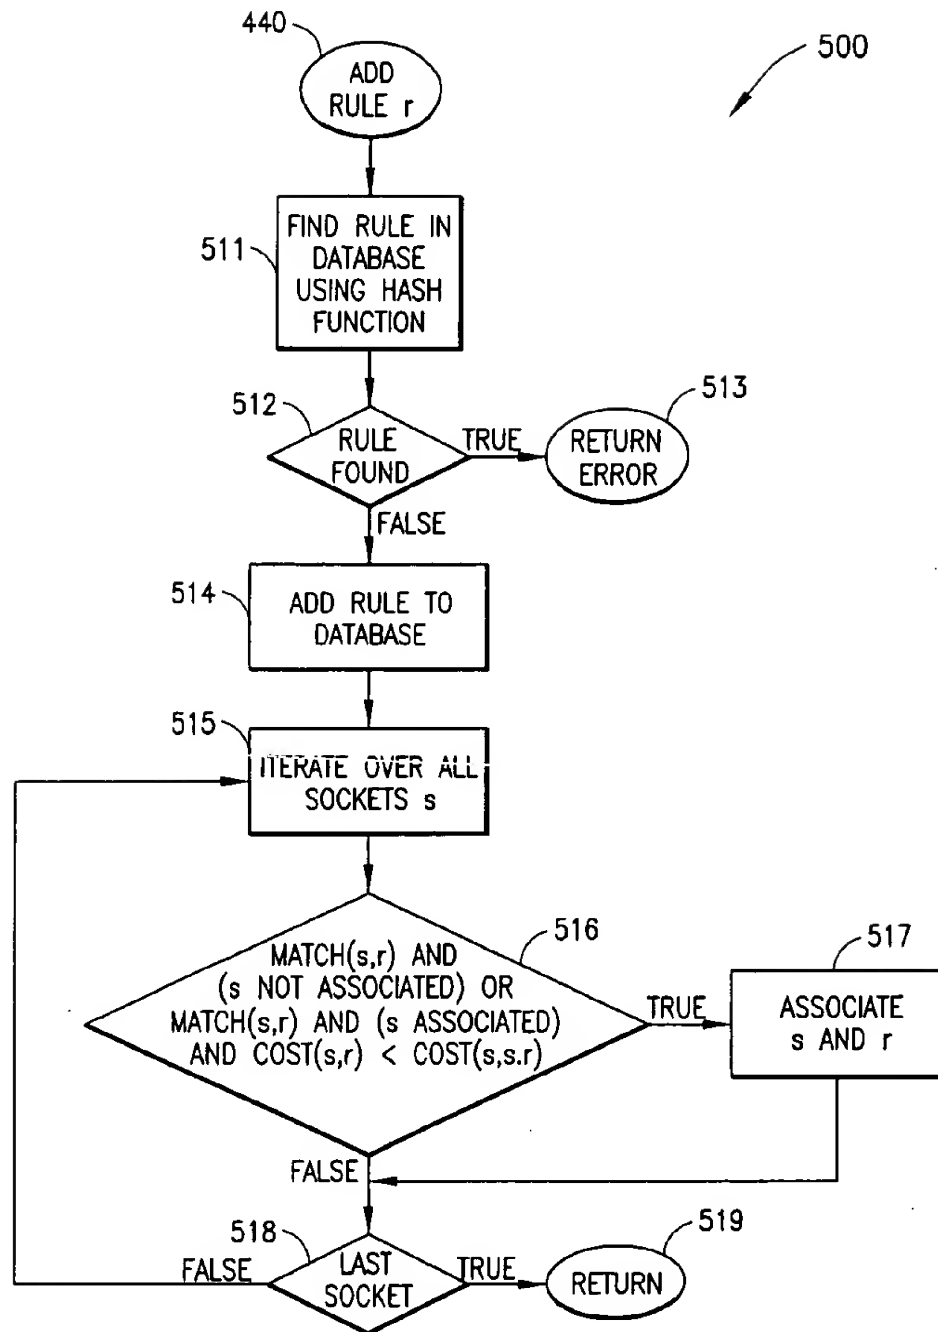 440
500
ADD
RULE r
511
FIND RULE IN
DATABASE
USING HASH
FUNCTION
512
513
RULE
FOUND
TRUE
RETURN
ERROR
FALSE
514
ADD RULE TO
DATABASE
515
ITERATE OVER ALL
SOCKETS s
516
517
MATCH(s,r) AND
(s NOT ASSOCIATED) OR
MATCH(s,r) AND (s ASSOCIATED)
AND COST(s,r) < COST(s,s.r)
TRUE
ASSOCIATE
s AND r
FALSE
518
519
FALSE
LAST
SOCKET
TRUE
RETURN